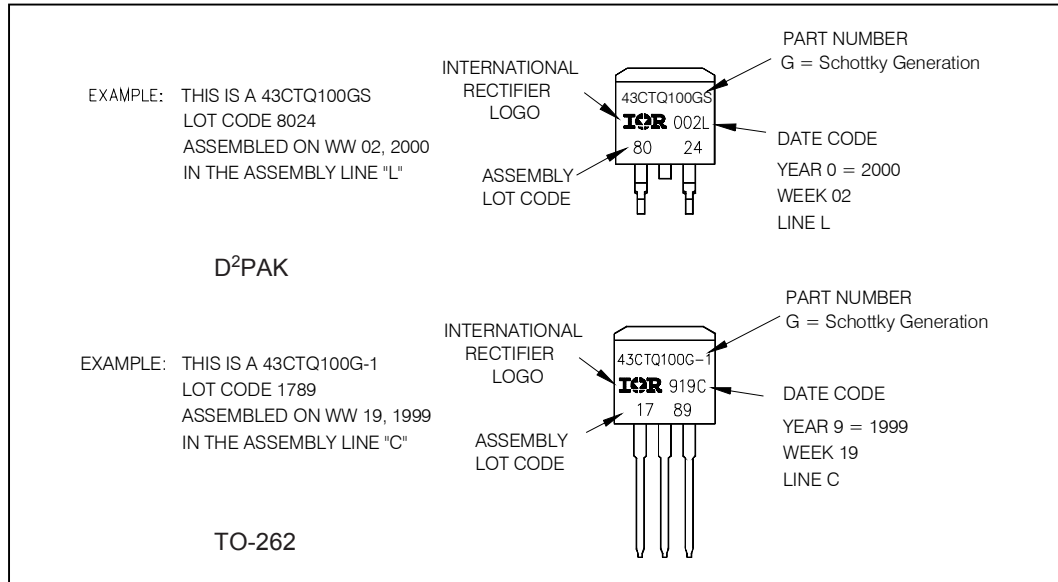 EXAMPLE: THIS IS A 43CTQ100GS
LOT CODE 8024
ASSEMBLED ON WW 02, 2000
IN THE ASSEMBLY LINE "L"
D²PAK
INTERNATIONAL
RECTIFIER
LOGO
ASSEMBLY
LOT CODE
43CTQ100GS
IOR 002L
80 24
PART NUMBER
G = Schottky Generation
DATE CODE
YEAR 0 = 2000
WEEK 02
LINE L
EXAMPLE: THIS IS A 43CTQ100G-1
LOT CODE 1789
ASSEMBLED ON WW 19, 1999
IN THE ASSEMBLY LINE "C"
TO-262
INTERNATIONAL
RECTIFIER
LOGO
ASSEMBLY
LOT CODE
43CTQ100G-1
IOR 919C
17 89
PART NUMBER
G = Schottky Generation
DATE CODE
YEAR 9 = 1999
WEEK 19
LINE C